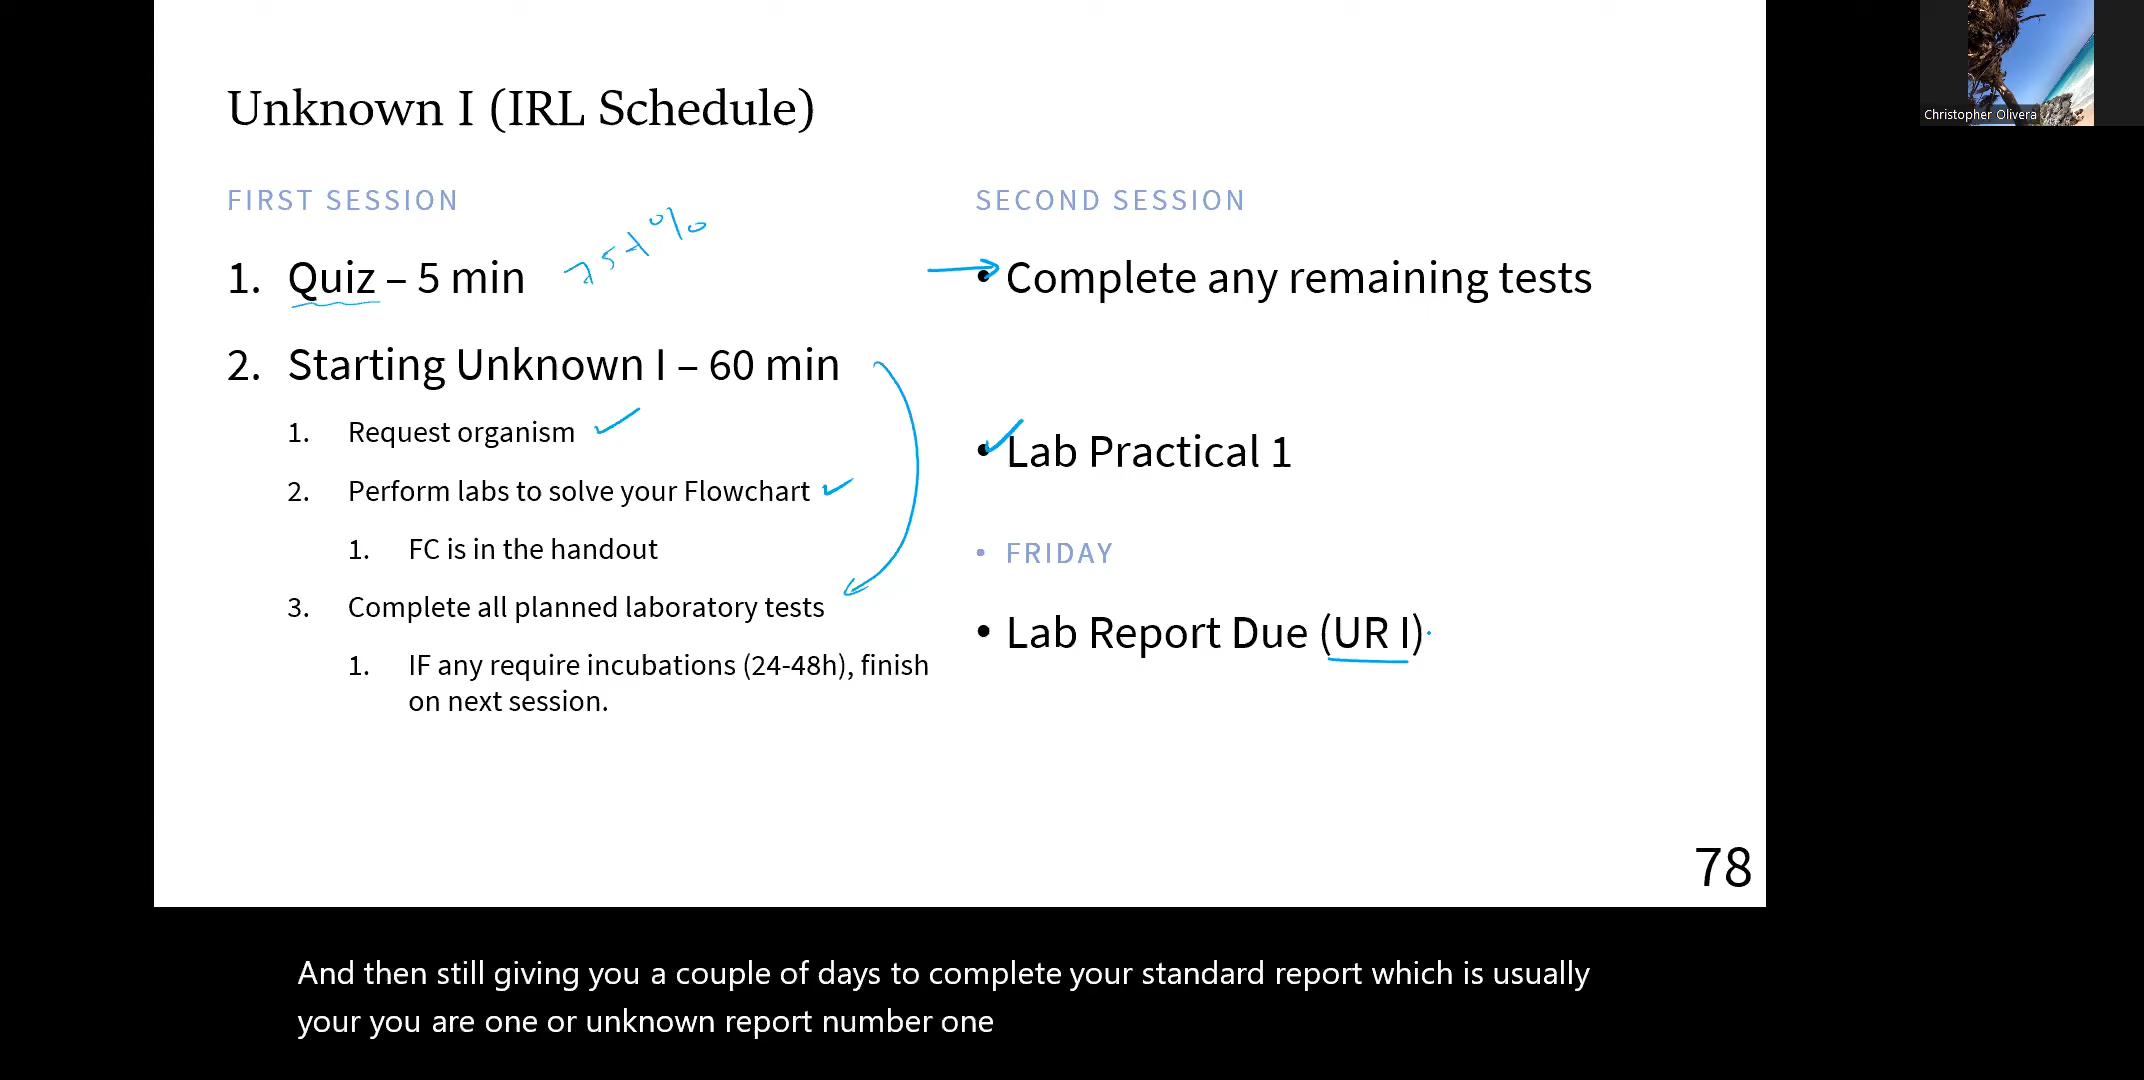 Unknown I (IRL Schedule)
FIRST SESSION
1. Quiz – 5 min
75+%
2. Starting Unknown I – 60 min
1. Request organism
2. Perform labs to solve your Flowchart
1. FC is in the handout
3. Complete all planned laboratory tests
1. IF any require incubations (24-48h), finish
on next session.
SECOND SESSION
• Complete any remaining tests
• Lab Practical 1
• FRIDAY
• Lab Report Due (UR I)
78
Christopher Olivera
And then still giving you a couple of days to complete your standard report which is usually
your you are one or unknown report number one